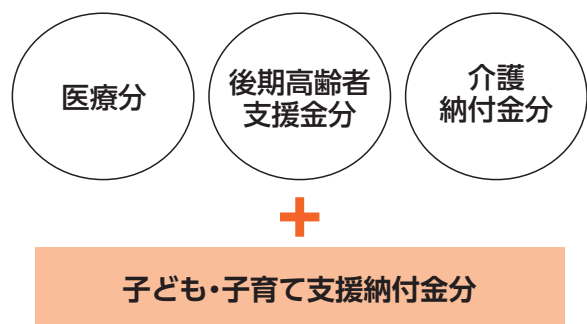 医療分
後期高齢者
支援金分
介護
納付金分
+
子ども・子育て支援納付金分